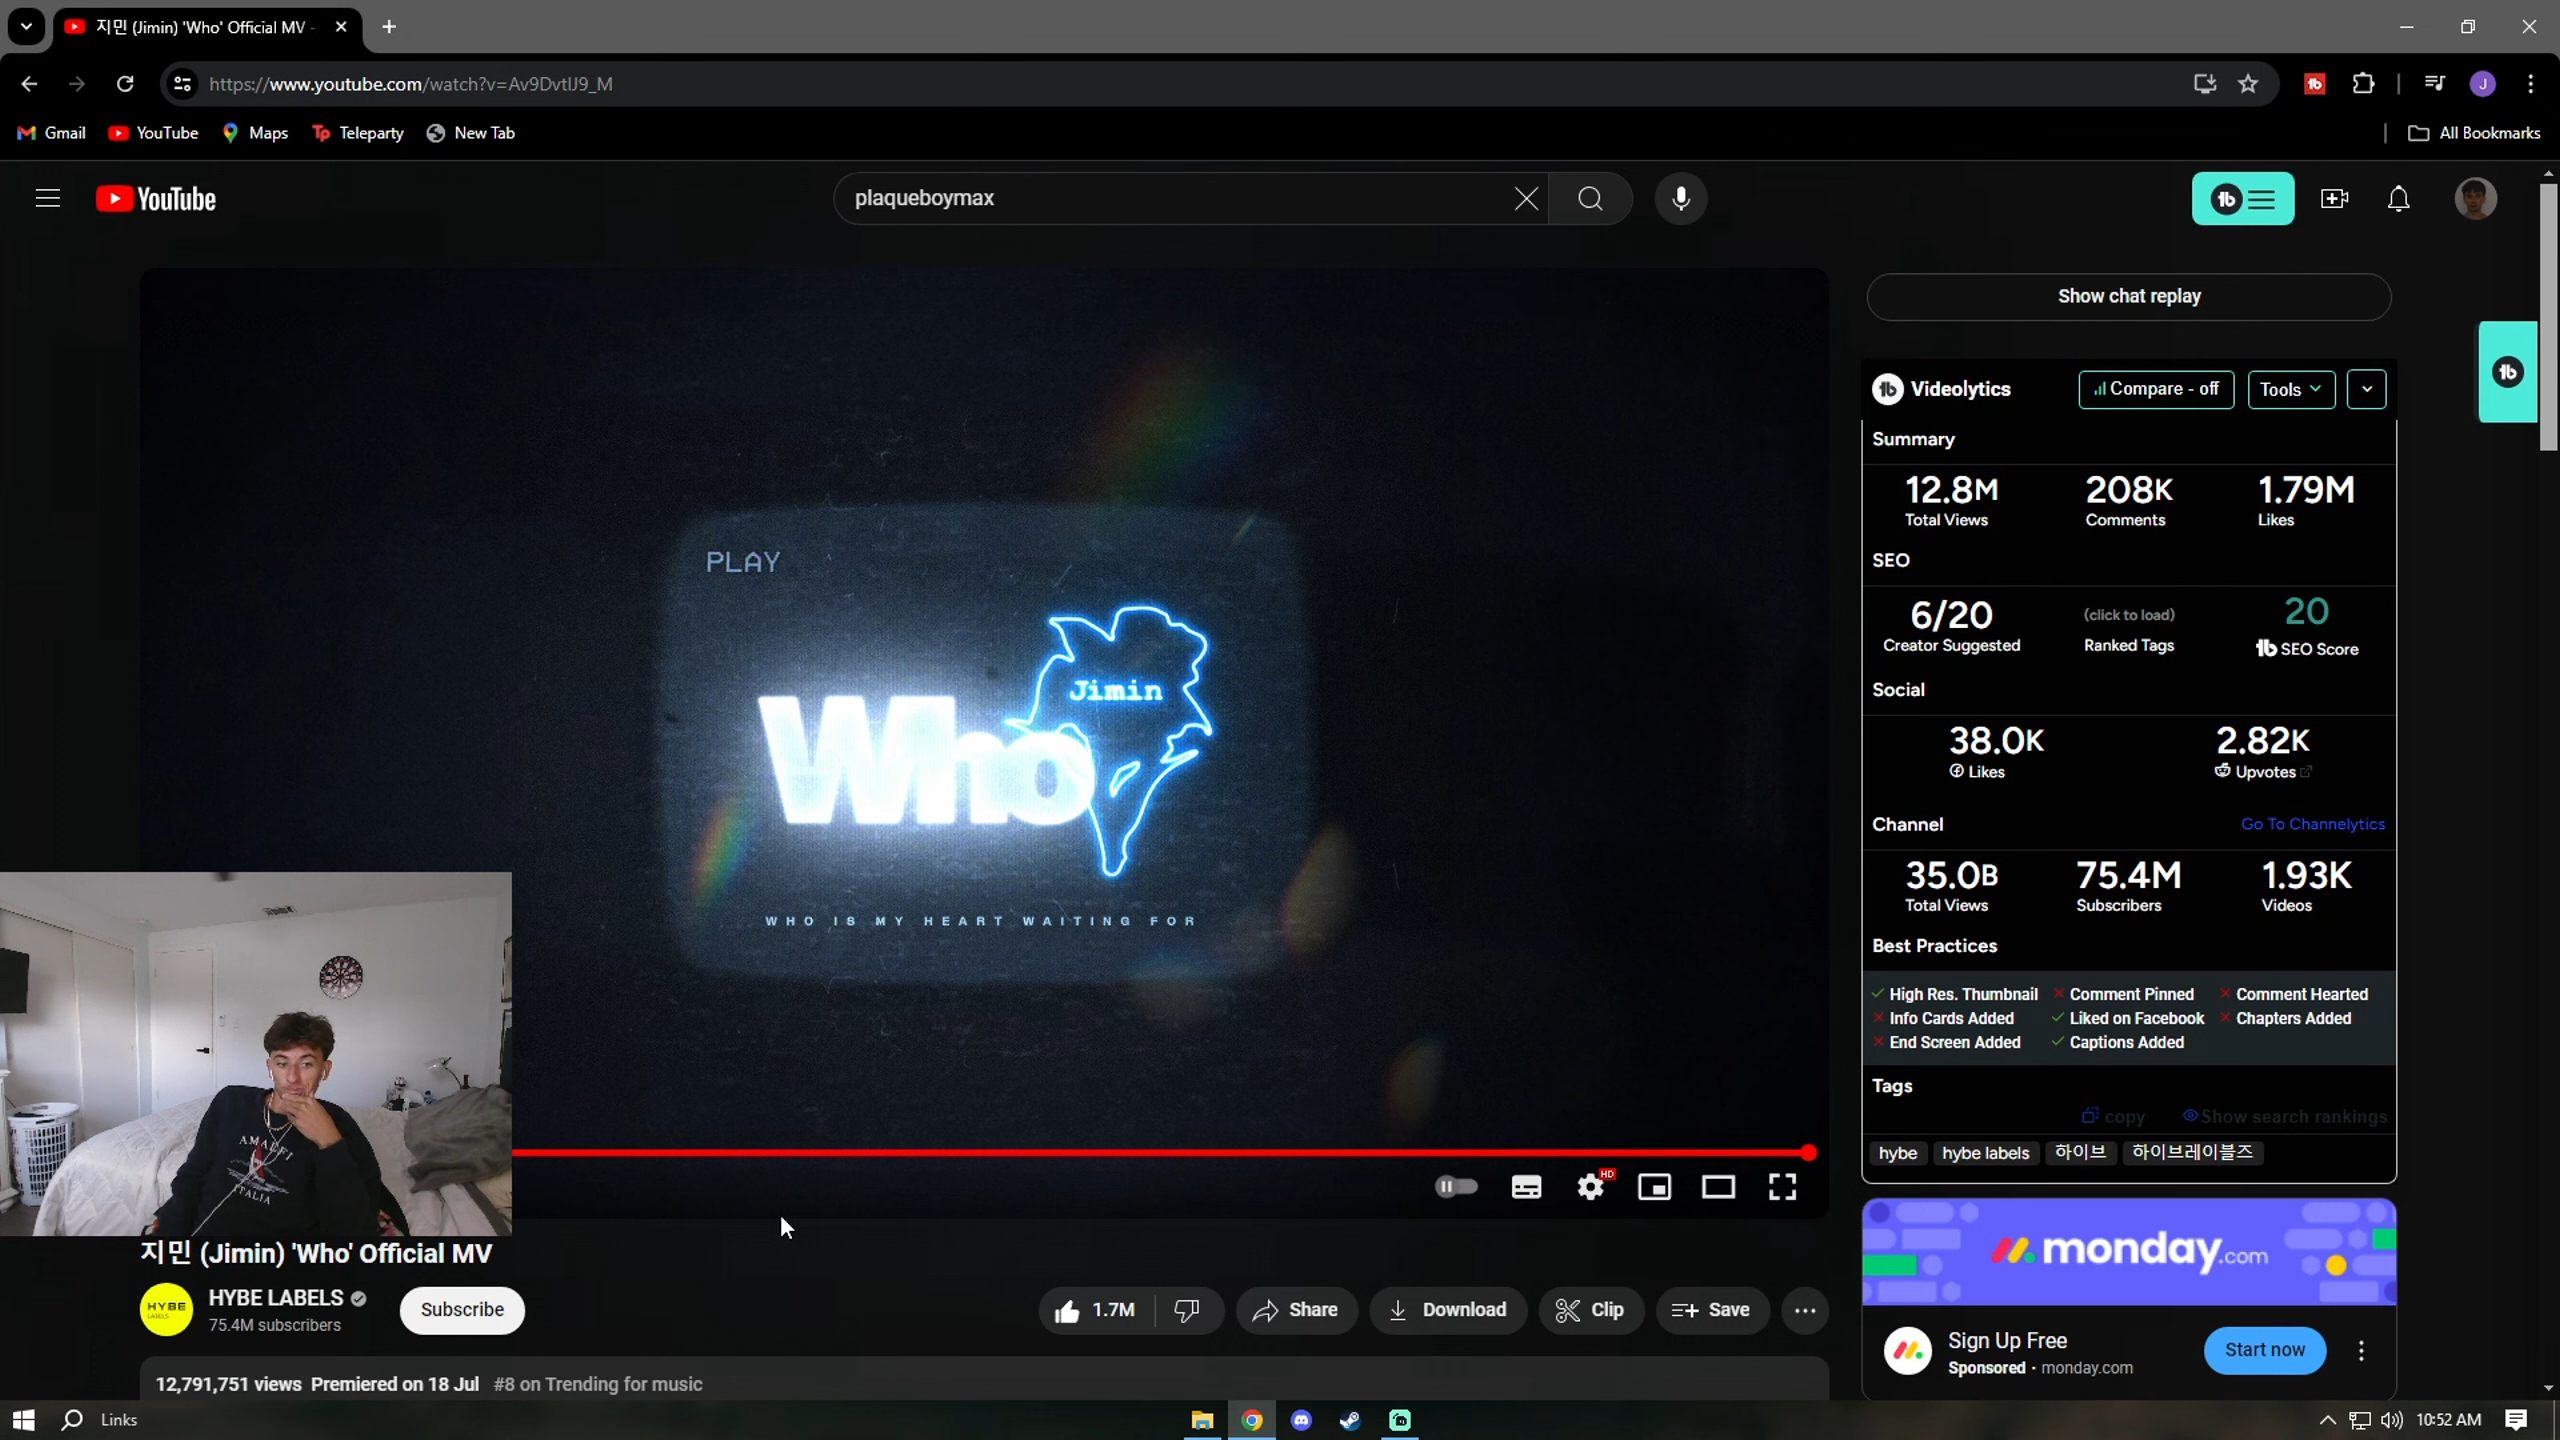 지민 (Jimin) 'Who' Official MV -
https://www.youtube.com/watch?v=Av9DvtIJ9_M
Gmail YouTube Maps Teleparty New Tab All Bookmarks
YouTube
plaqueboymax
Show chat replay
Videolytics
Compare - off
Tools
Summary
12.8M 208K 1.79M
Total Views Comments Likes
SEO
6/20 (click to load) 20
Creator Suggested Ranked Tags SEO Score
Social
38.0K 2.82K
Likes Upvotes
Channel Go To Channelytics
35.0B 75.4M 1.93K
Total Views Subscribers Videos
Best Practices
High Res. Thumbnail Comment Pinned Comment Hearted
Info Cards Added Liked on Facebook Chapters Added
End Screen Added Captions Added
Tags
copy Show search rankings
hybe hybe labels 하이브 하이브레이블즈
monday.com
Sign Up Free
Sponsored · monday.com
Start now
PLAY
Jimin
Who
WHO IS MY HEART WAITING FOR
AMALFI
ITALIA
HD
지민 (Jimin) 'Who' Official MV
HYBE
LABELS
HYBE LABELS
75.4M subscribers
Subscribe
1.7M
Share
Download
Clip
Save
12,791,751 views Premiered on 18 Jul #8 on Trending for music
Links
10:52 AM